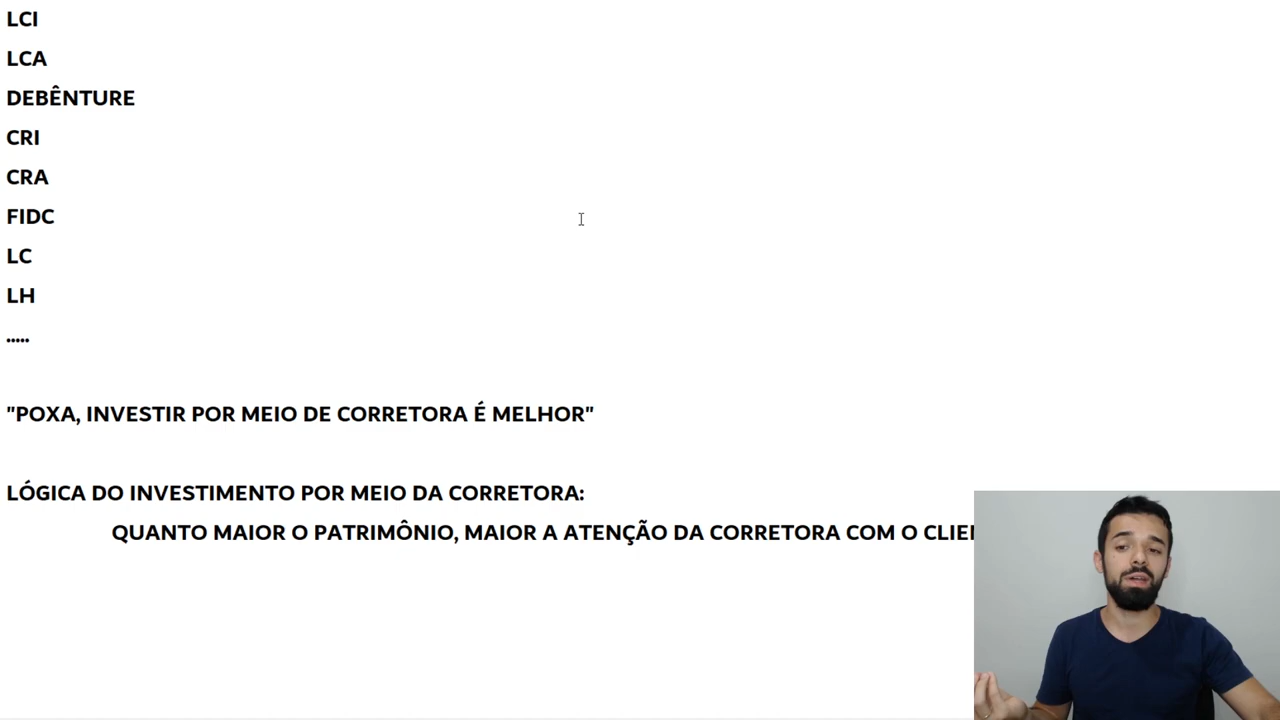 LCI
LCA
DEBÊNTURE
CRI
CRA
FIDC
LC
LH
.....
"POXA, INVESTIR POR MEIO DE CORRETORA É MELHOR"
LÓGICA DO INVESTIMENTO POR MEIO DA CORRETORA:
QUANTO MAIOR O PATRIMÔNIO, MAIOR A ATENÇÃO DA CORRETORA COM O